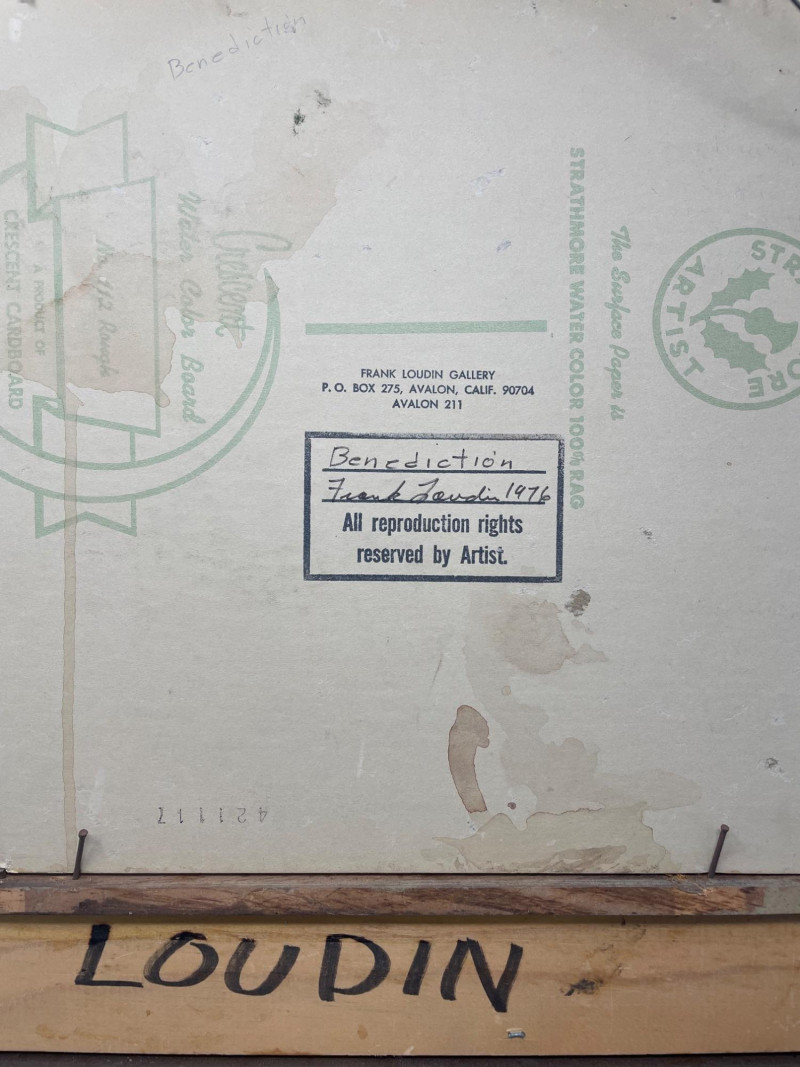 Benediction
Crescent
Water Color Board
No. 112 Rough
A PRODUCT OF
CRESCENT CARDBOARD
STRATHMORE WATER COLOR 100% RAG
The Surface Paper is
ARTIST
FRANK LOUDIN GALLERY
P. O. BOX 275, AVALON, CALIF. 90704
AVALON 211
Benediction
Frank Loudin 1976
All reproduction rights
reserved by Artist.
LOUDIN